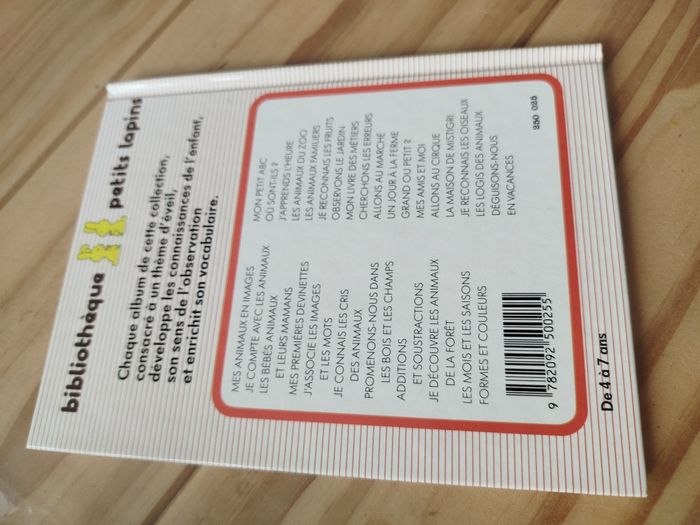 bibliothèque petits lapins
Chaque album de cette collection,
consacré à un thème d'éveil,
développe les connaissances de l'enfant,
son sens de l'observation
et enrichit son vocabulaire.
MES ANIMAUX EN IMAGES
JE COMPTE AVEC LES ANIMAUX
LES BÉBÉS ANIMAUX
ET LEURS MAMANS
MES PREMIÈRES DEVINETTES
J'ASSOCIE LES IMAGES
ET LES MOTS
JE CONNAIS LES CRIS
DES ANIMAUX
PROMENONS-NOUS DANS
LES BOIS ET LES CHAMPS
ADDITIONS
ET SOUSTRACTIONS
JE DÉCOUVRE LES ANIMAUX
DE LA FORÊT
LES MOIS ET LES SAISONS
FORMES ET COULEURS
MON PETIT ABC
OÙ SONT-ILS ?
J'APPRENDS L'HEURE
LES ANIMAUX DU ZOO
LES ANIMAUX FAMILIERS
JE RECONNAIS LES FRUITS
OBSERVONS LE JARDIN
MON LIVRE DES MÉTIERS
CHERCHONS LES ERREURS
ALLONS AU MARCHÉ
UN JOUR À LA FERME
GRAND OU PETIT ?
MES AMIS ET MOI
ALLONS AU CIRQUE
LA MAISON DE MISTIGRI
JE RECONNAIS LES OISEAUX
LES LOGIS DES ANIMAUX
DÉGUISONS-NOUS
EN VACANCES
9 782092 500255
250 025
De 4 à 7 ans